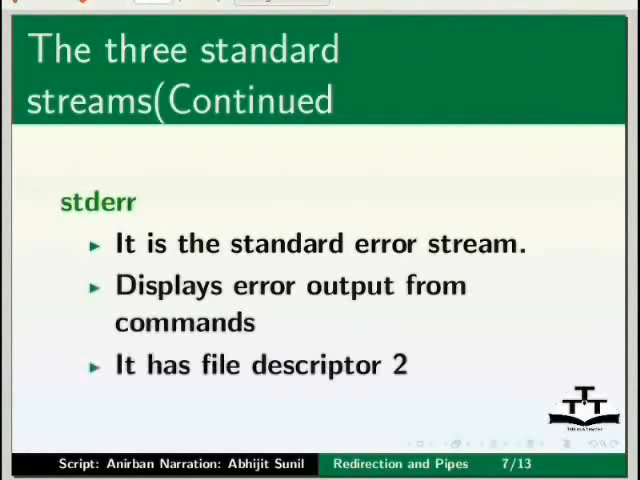 The three standard
streams(Continued
stderr
It is the standard error stream.
Displays error output from
commands
It has file descriptor 2
TTT
Script: Anirban Narration: Abhijit Sunil Redirection and Pipes 7/13